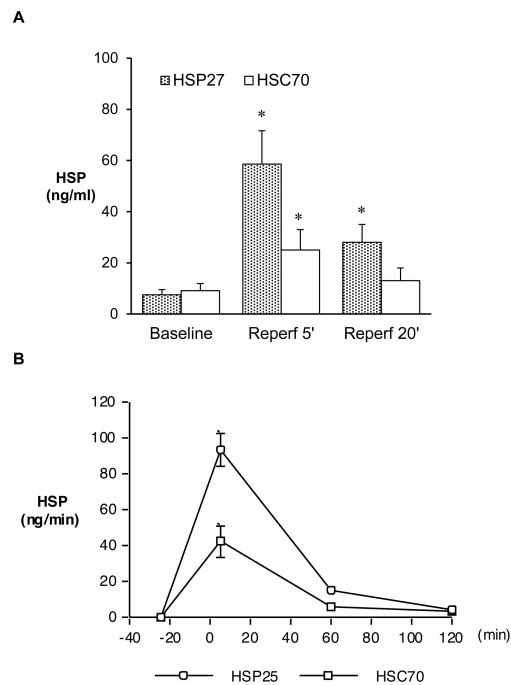 A
HSP27 HSC70
HSP
(ng/ml)
100
80
60
40
20
0
*
*
*
Baseline Reperf 5' Reperf 20'
B
HSP
(ng/min)
120
100
80
60
40
20
0
-40 -20 0 20 40 60 80 100 120 (min)
HSP25 HSC70